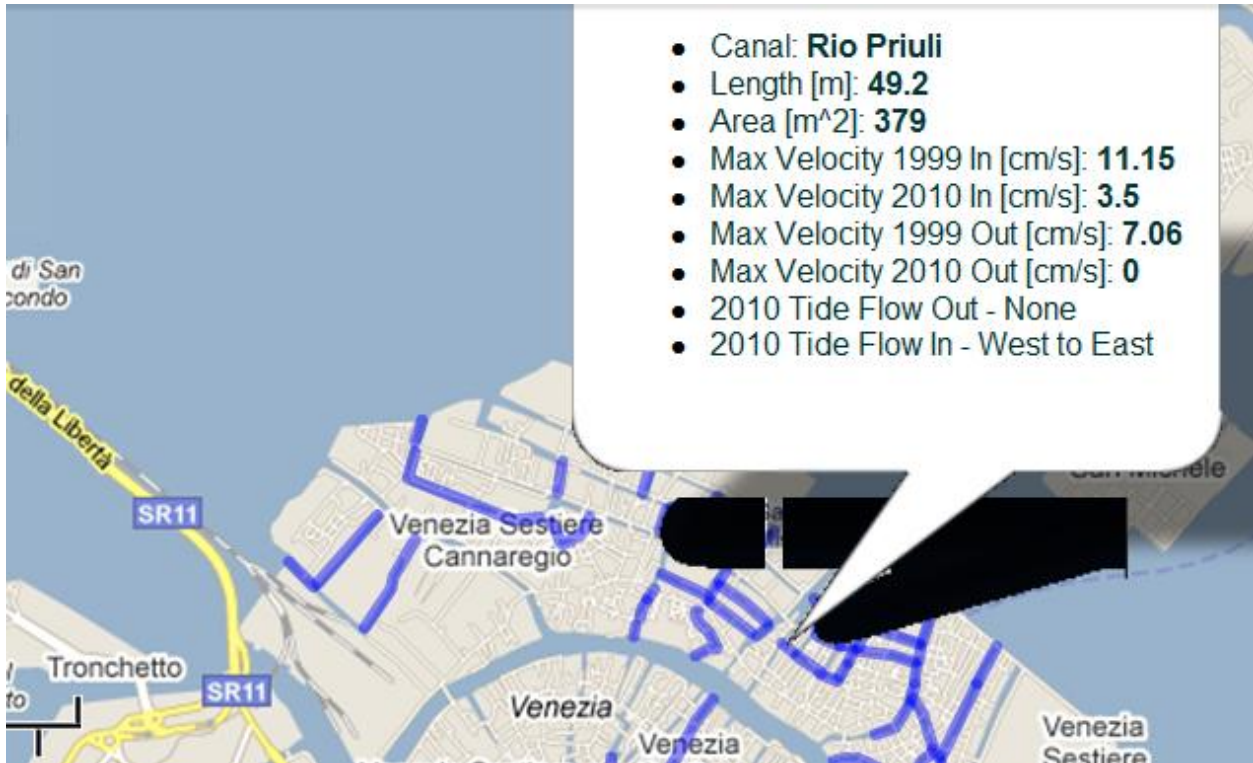 • Canal: Rio Priuli
• Length [m]: 49.2
• Area [m^2]: 379
• Max Velocity 1999 In [cm/s]: 11.15
• Max Velocity 2010 In [cm/s]: 3.5
• Max Velocity 1999 Out [cm/s]: 7.06
• Max Velocity 2010 Out [cm/s]: 0
• 2010 Tide Flow Out - None
• 2010 Tide Flow In - West to East
di San
condo
della Libertà
San Michele
SR11
Venezia Sestiere
Cannaregio
Tronchetto
SR11
to
Venezia
Venezia
Venezia
Sestiere